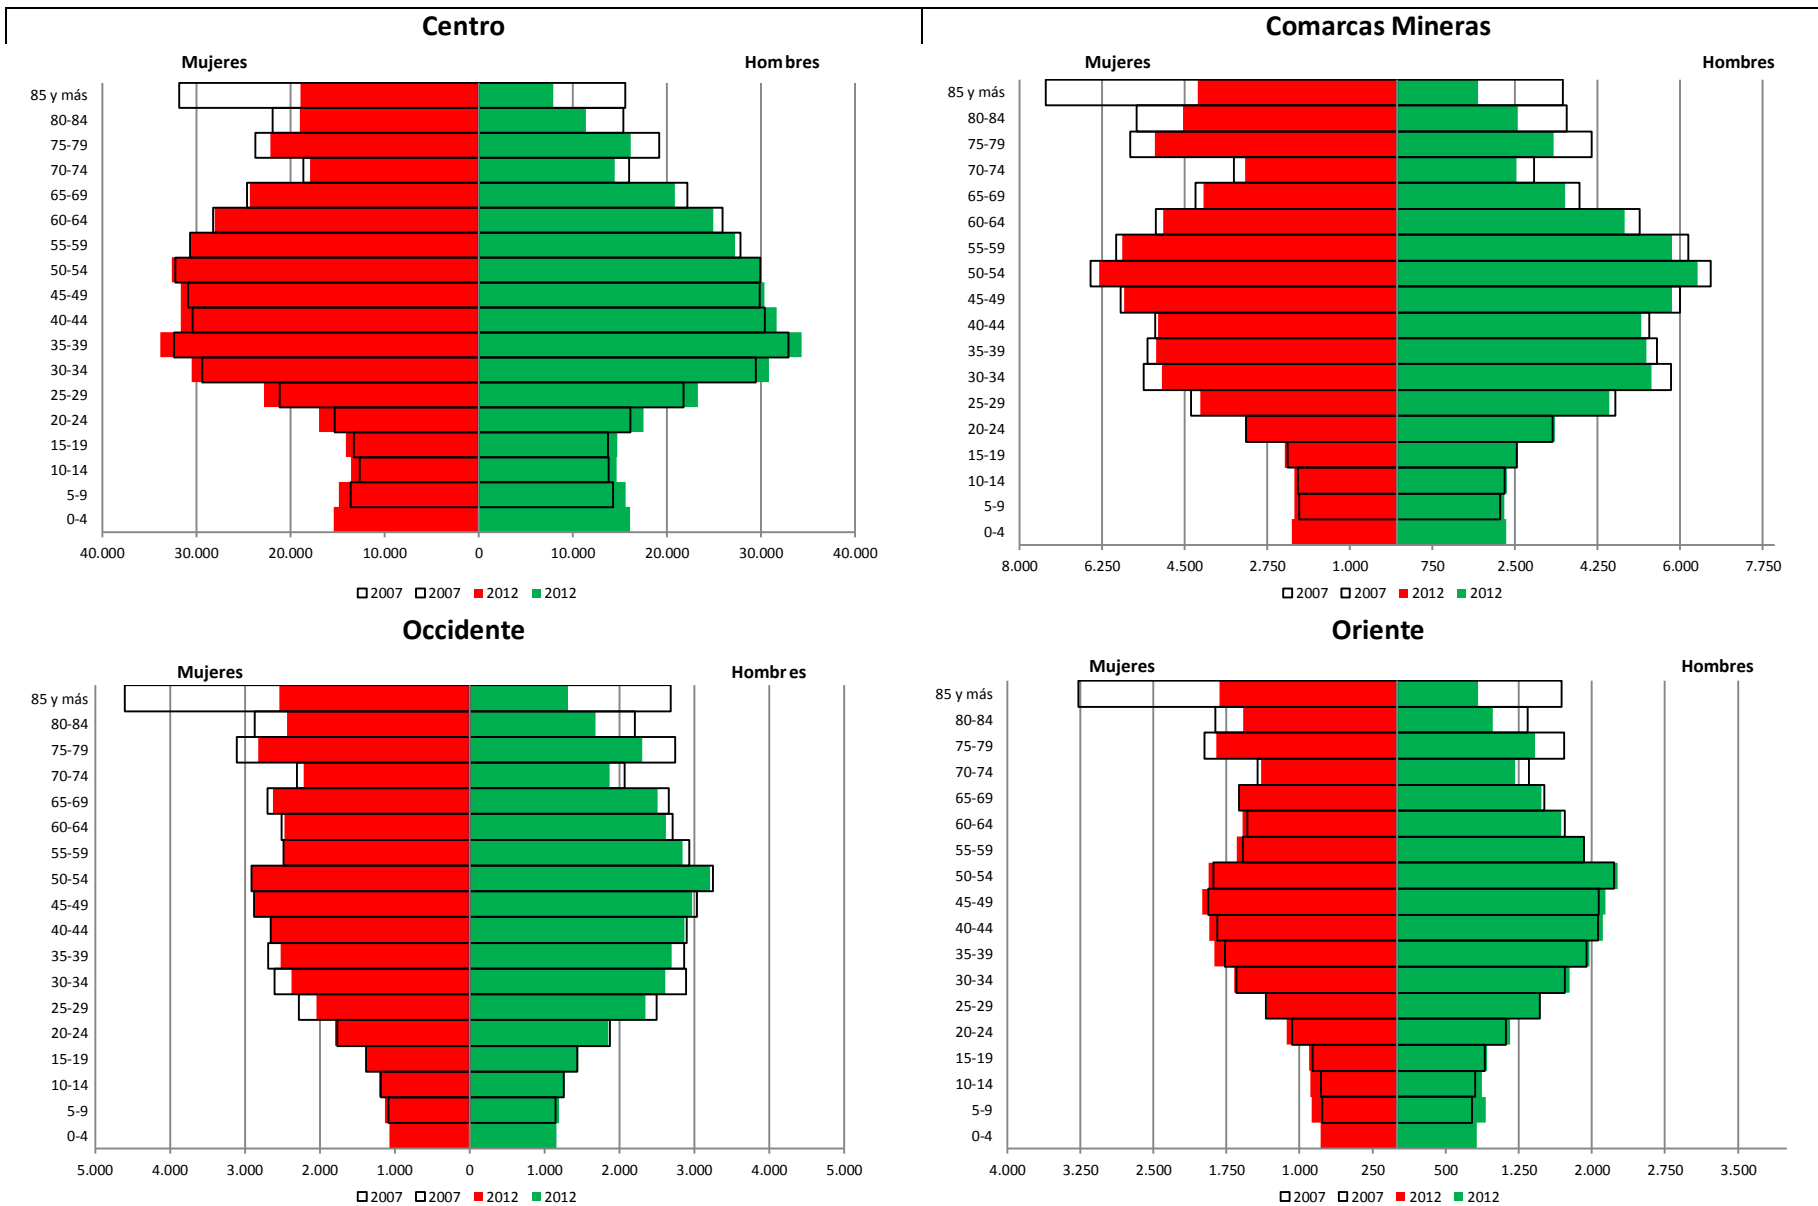 Centro
Mujeres
Hombres
85 y más
80-84
75-79
70-74
65-69
60-64
55-59
50-54
45-49
40-44
35-39
30-34
25-29
20-24
15-19
10-14
5-9
0-4
40.000 30.000 20.000 10.000 0 10.000 20.000 30.000 40.000
2007 2007 2012 2012
Comarcas Mineras
Mujeres
Hombres
85 y más
80-84
75-79
70-74
65-69
60-64
55-59
50-54
45-49
40-44
35-39
30-34
25-29
20-24
15-19
10-14
5-9
0-4
8.000 6.250 4.500 2.750 1.000 750 2.500 4.250 6.000 7.750
2007 2007 2012 2012
Occidente
Mujeres
Hombres
85 y más
80-84
75-79
70-74
65-69
60-64
55-59
50-54
45-49
40-44
35-39
30-34
25-29
20-24
15-19
10-14
5-9
0-4
5.000 4.000 3.000 2.000 1.000 0 1.000 2.000 3.000 4.000 5.000
2007 2007 2012 2012
Oriente
Mujeres
Hombres
85 y más
80-84
75-79
70-74
65-69
60-64
55-59
50-54
45-49
40-44
35-39
30-34
25-29
20-24
15-19
10-14
5-9
0-4
4.000 3.250 2.500 1.750 1.000 250 500 1.250 2.000 2.750 3.500
2007 2007 2012 2012